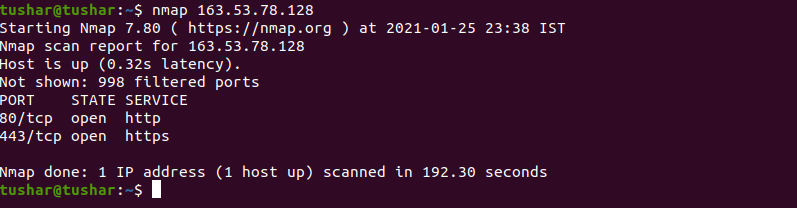 tushar@tushar:~$ nmap 163.53.78.128
Starting Nmap 7.80 ( https://nmap.org ) at 2021-01-25 23:38 IST
Nmap scan report for 163.53.78.128
Host is up (0.32s latency).
Not shown: 998 filtered ports
PORT    STATE SERVICE
80/tcp  open  http
443/tcp open  https
Nmap done: 1 IP address (1 host up) scanned in 192.30 seconds
tushar@tushar:~$